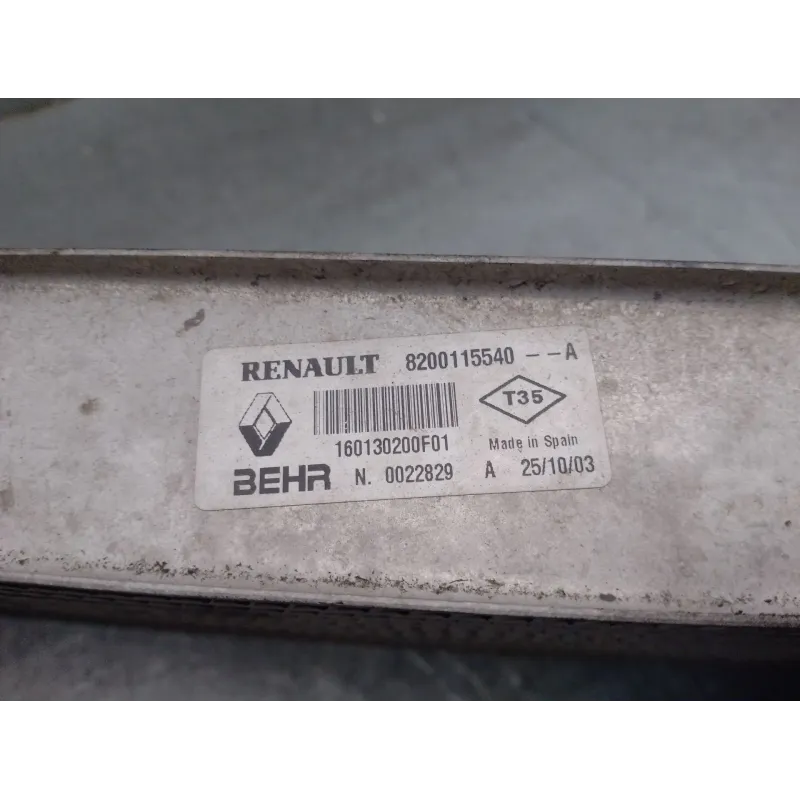 RENAULT 8200115540 -- A
T35
160130200F01 Made in Spain
BEHR N. 0022829 A 25/10/03